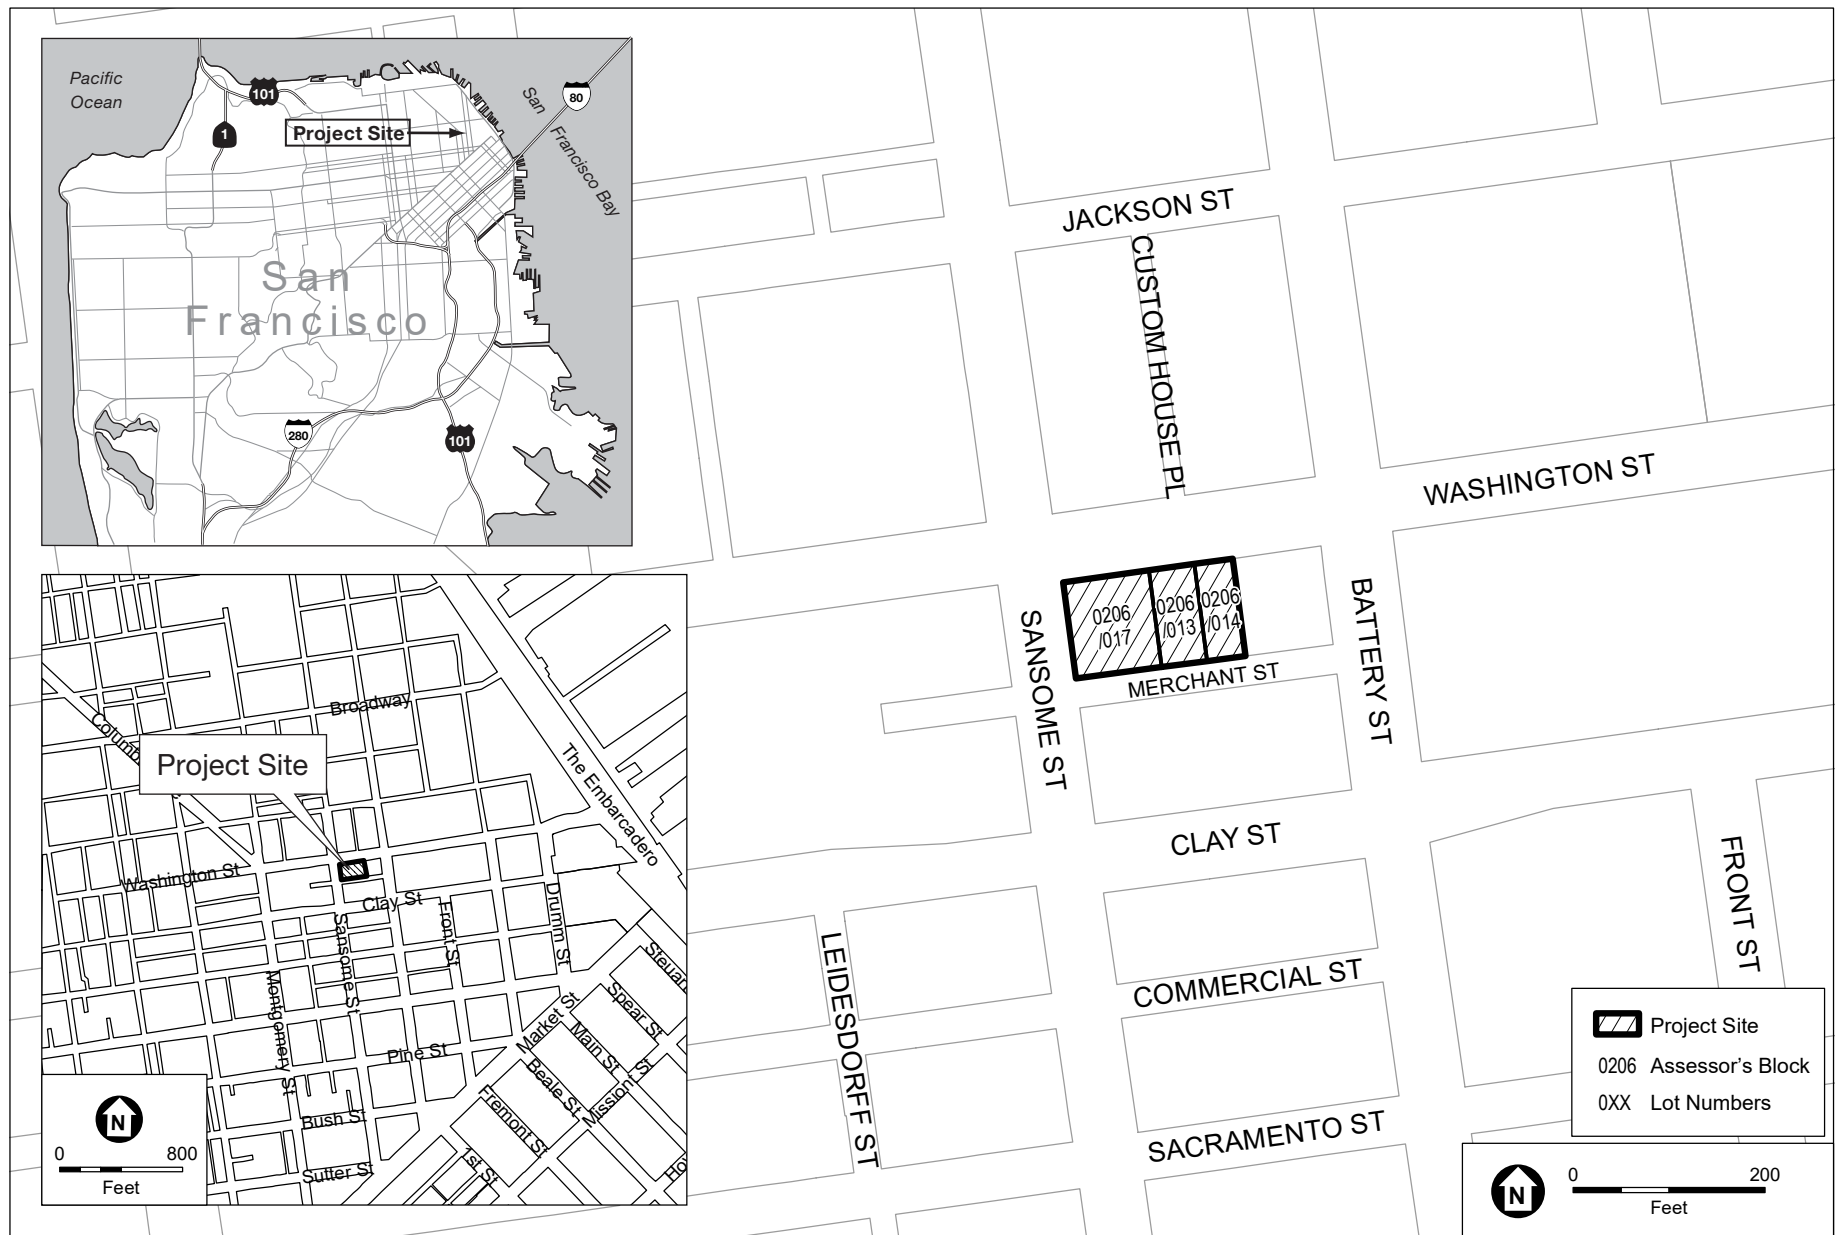 Pacific
Ocean
101
1
80
San Francisco Bay
Project Site
San
Francisco
280
101
JACKSON ST
CUSTOM HOUSE PL
WASHINGTON ST
0206
/017
0206
/013
0206
/014
MERCHANT ST
SANSOME ST
BATTERY ST
CLAY ST
FRONT ST
LEIDESDORFF ST
COMMERCIAL ST
SACRAMENTO ST
Broadway
Project Site
The Embarcadero
Washington St
Clay St
Sansome St
Front St
Drumm St
Montgomery St
Market St
Spear St
Main St
Beale St
Mission St
Fremont St
1st St
Pine St
Bush St
Sutter St
N
0 800
Feet
Project Site
0206 Assessor's Block
0XX Lot Numbers
N
0 200
Feet